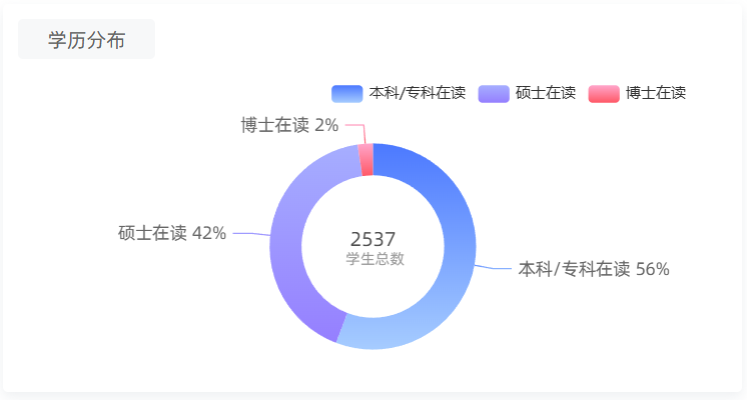 学历分布
本科/专科在读 硕士在读 博士在读
博士在读 2%
硕士在读 42%
2537
学生总数
本科/专科在读 56%